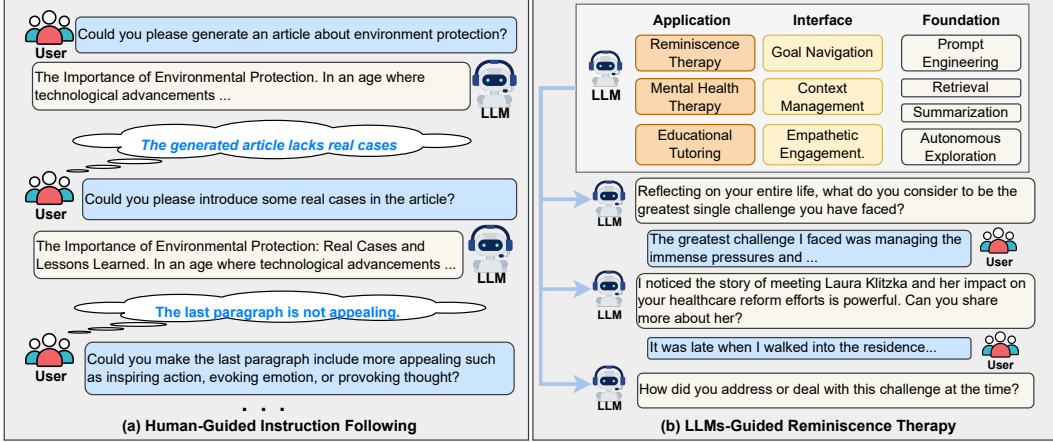 Could you please generate an article about environment protection?
User
The Importance of Environmental Protection. In an age where
technological advancements ...
LLM
The generated article lacks real cases
User
Could you please introduce some real cases in the article?
The Importance of Environmental Protection: Real Cases and
Lessons Learned. In an age where technological advancements ...
LLM
The last paragraph is not appealing.
User
Could you make the last paragraph include more appealing such
as inspiring action, evoking emotion, or provoking thought?
. . .
(a) Human-Guided Instruction Following
Application
Interface
Foundation
LLM
Reminiscence
Therapy
Goal Navigation
Prompt
Engineering
Mental Health
Therapy
Context
Management
Retrieval
Summarization
Educational
Tutoring
Empathetic
Engagement.
Autonomous
Exploration
LLM
Reflecting on your entire life, what do you consider to be the
greatest single challenge you have faced?
The greatest challenge I faced was managing the
immense pressures and ...
User
LLM
I noticed the story of meeting Laura Klitzka and her impact on
your healthcare reform efforts is powerful. Can you share
more about her?
It was late when I walked into the residence...
User
LLM
How did you address or deal with this challenge at the time?
(b) LLMs-Guided Reminiscence Therapy